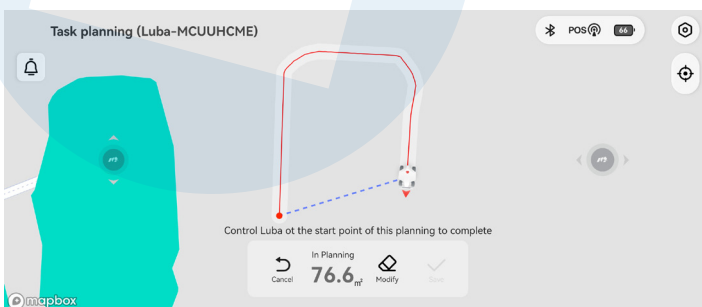 Task planning (Luba-MCUUHCME)
POS
66
Control Luba ot the start point of this planning to complete
In Planning
76.6m²
Cancel
Modify
mapbox